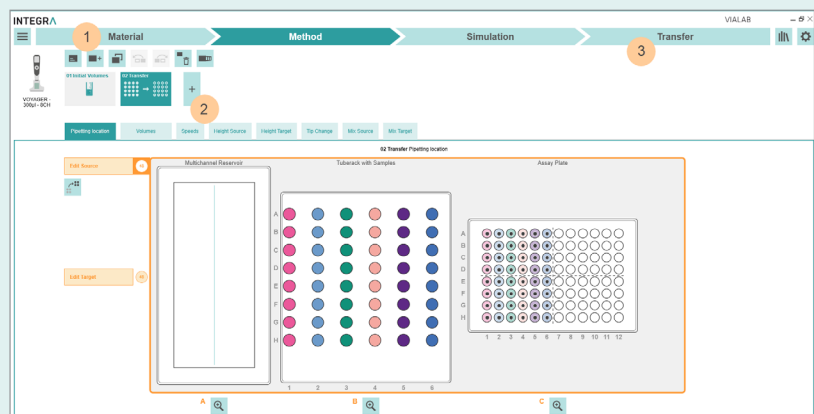 INTEGRA
VIALAB
1
Material
Method
Simulation
3
Transfer
01 Initial Volumes
02 Transfer
VOYAGER -
300µl - 8CH
2
Pipetting location
Volumes
Speeds
Height Source
Height Target
Tip Change
Mix Source
Mix Target
02 Transfer Pipetting location
Edit Source
Multichannel Reservoir
Tuberack with Samples
Assay Plate
Edit Target
A
B
C
D
E
F
G
H
1 2 3 4 5 6
A
B
C
D
E
F
G
H
1 2 3 4 5 6 7 8 9 10 11 12
A
B
C